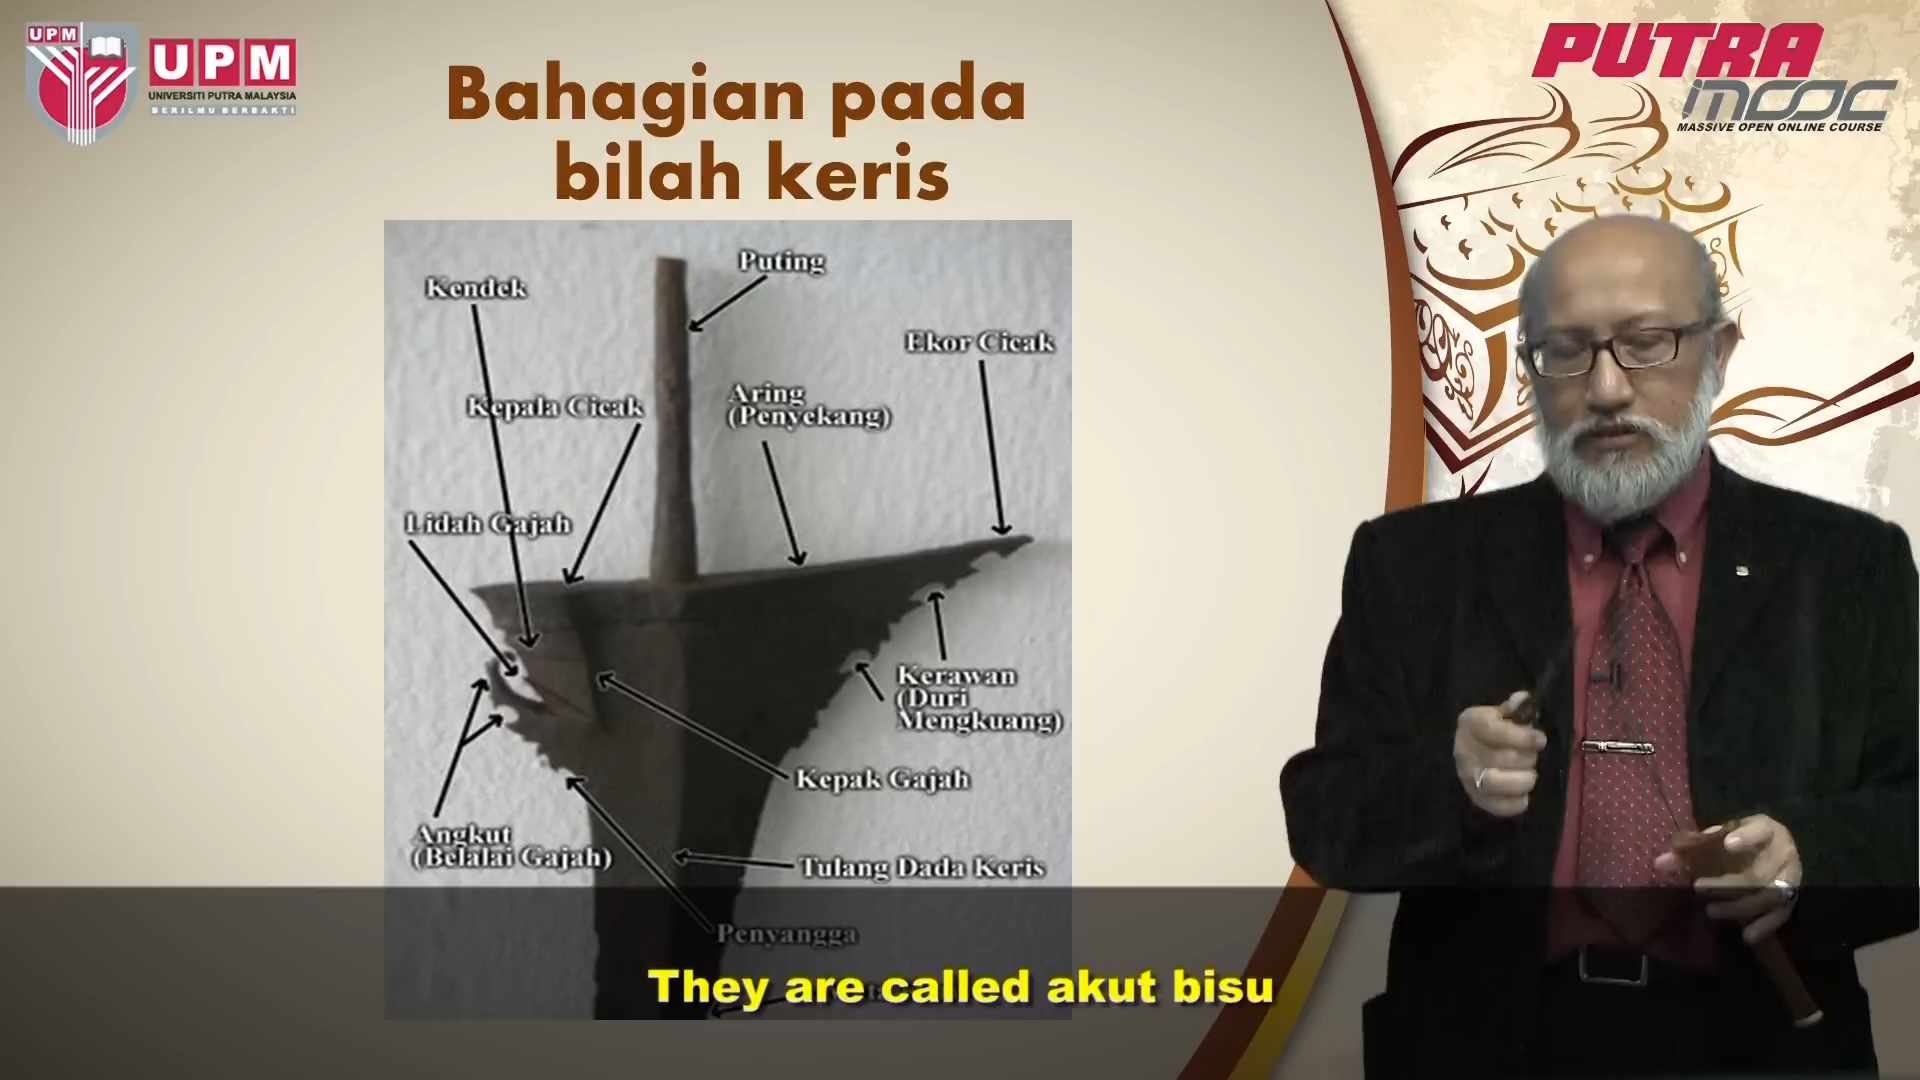 UPM
UPM
UNIVERSITI PUTRA MALAYSIA
BERILMU BERBAKTI
PUTRA
mooc
MASSIVE OPEN ONLINE COURSE
Bahagian pada
bilah keris
Puting
Kendek
Ekor Cicak
Kepala Cicak
Aring
(Penyekang)
Lidah Gajah
Kerawan
(Duri
Mengkuang)
Kepak Gajah
Angkut
(Belalai Gajah)
Tulang Dada Keris
Penyangga
They are called akut bisu